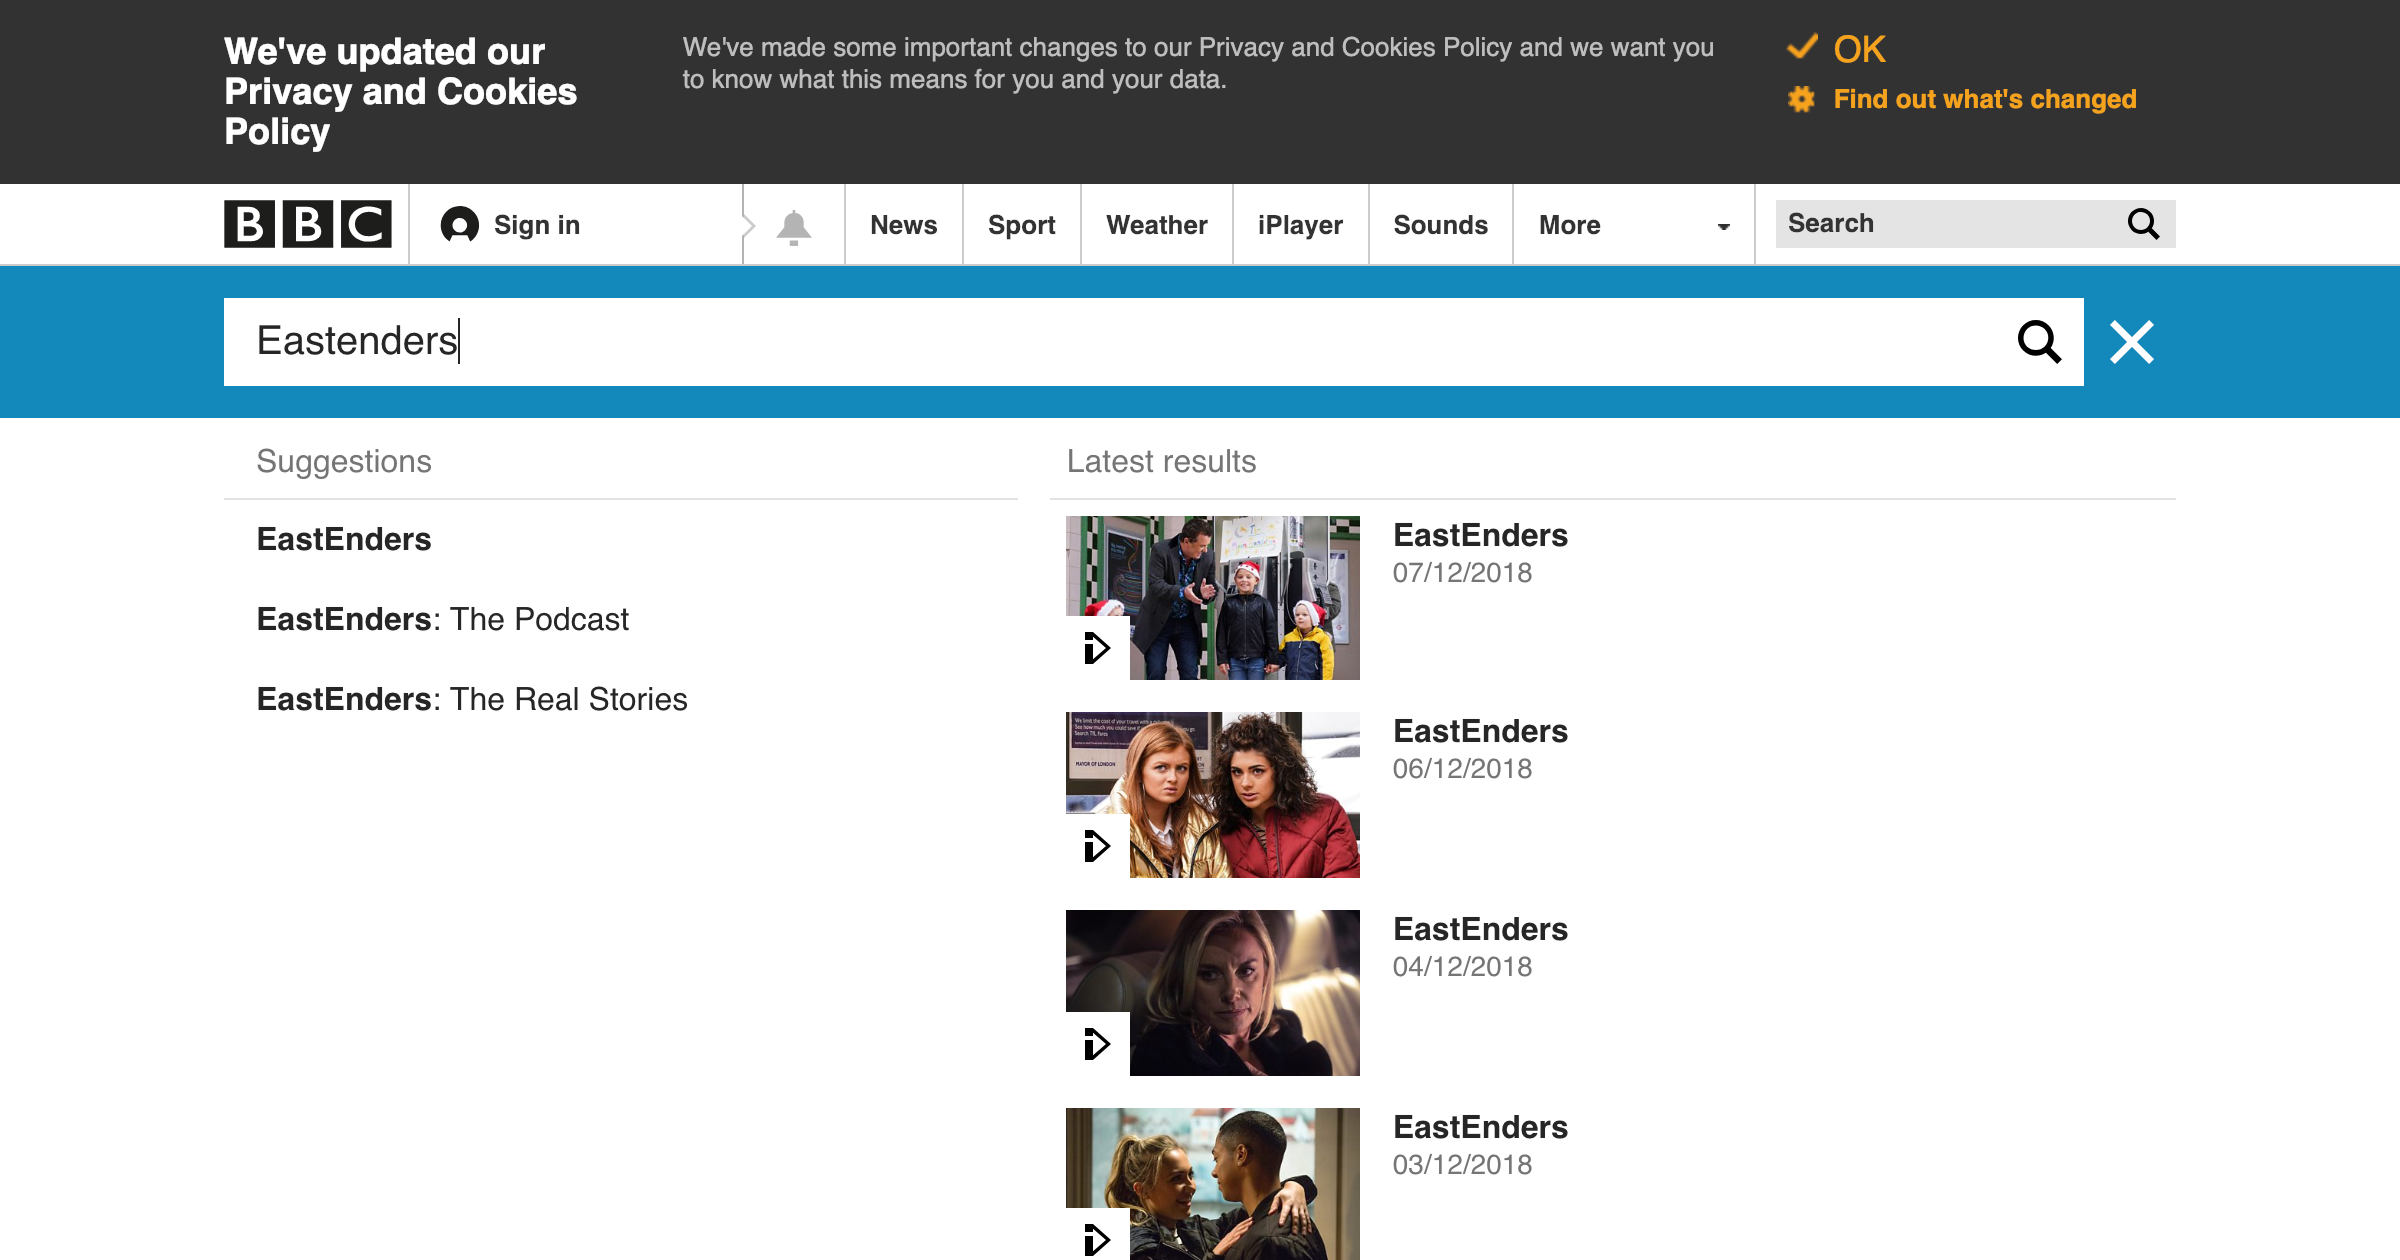 We've updated our
Privacy and Cookies
Policy
We've made some important changes to our Privacy and Cookies Policy and we want you
to know what this means for you and your data.
OK
Find out what's changed
BBC
Sign in
News
Sport
Weather
iPlayer
Sounds
More
Search
Eastenders
Suggestions
EastEnders
EastEnders: The Podcast
EastEnders: The Real Stories
Latest results
EastEnders
07/12/2018
EastEnders
06/12/2018
MAYOR OF LONDON
EastEnders
04/12/2018
EastEnders
03/12/2018